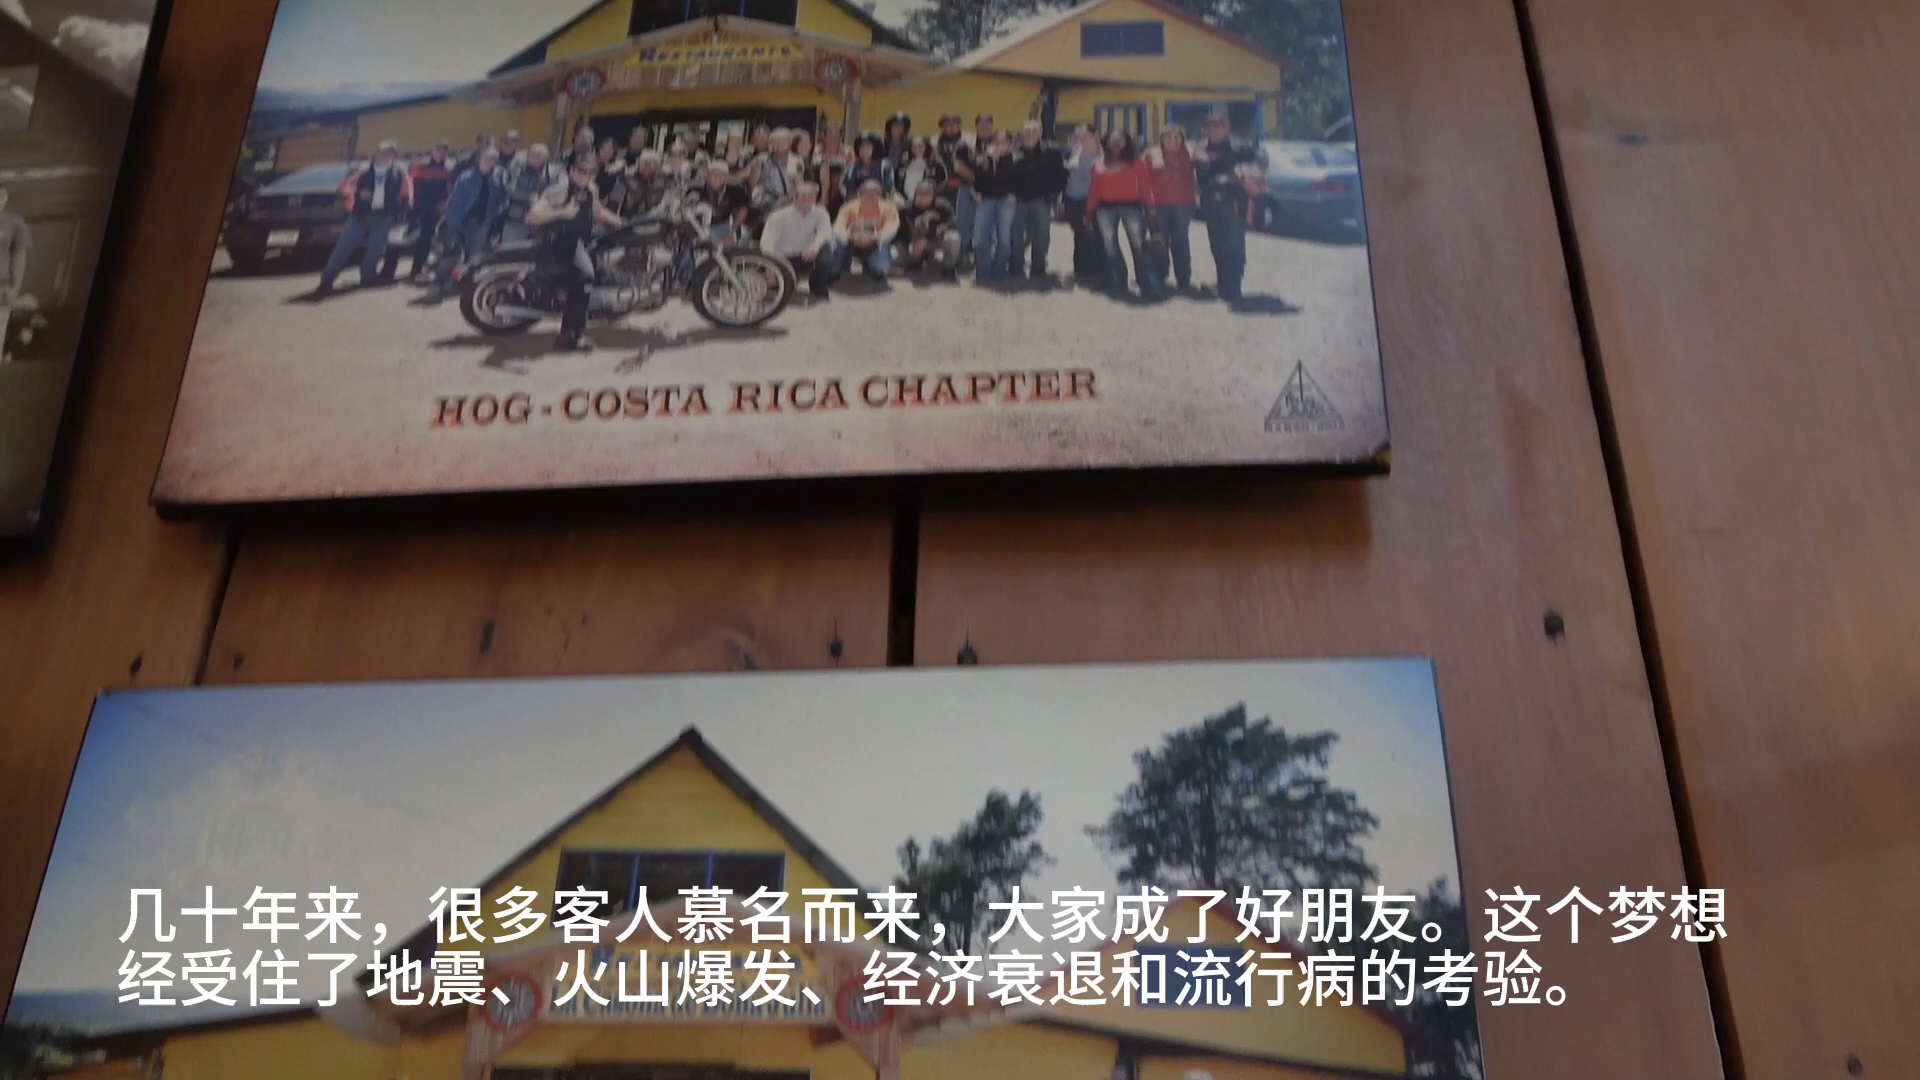 RESTAURANTE
HOG-COSTA RICA CHAPTER
几十年来，很多客人慕名而来，大家成了好朋友。这个梦想
经受住了地震、火山爆发、经济衰退和流行病的考验。